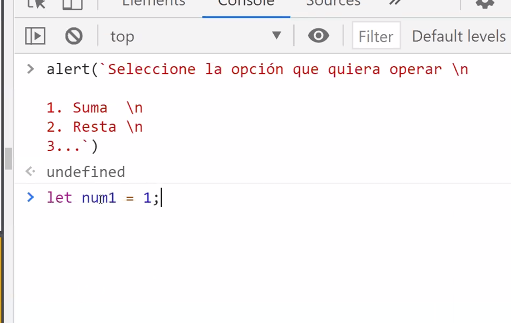 Elements Console Sources »
top Filter Default levels
> alert(`Seleccione la opción que quiera operar \n
1. Suma \n
2. Resta \n
3...`)
undefined
> let num1 = 1;